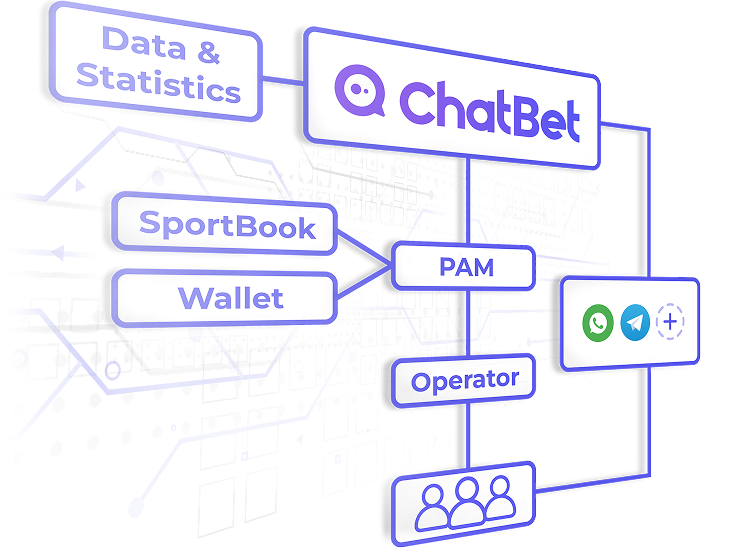 Data &
Statistics
ChatBet
SportBook
PAM
Wallet
Operator